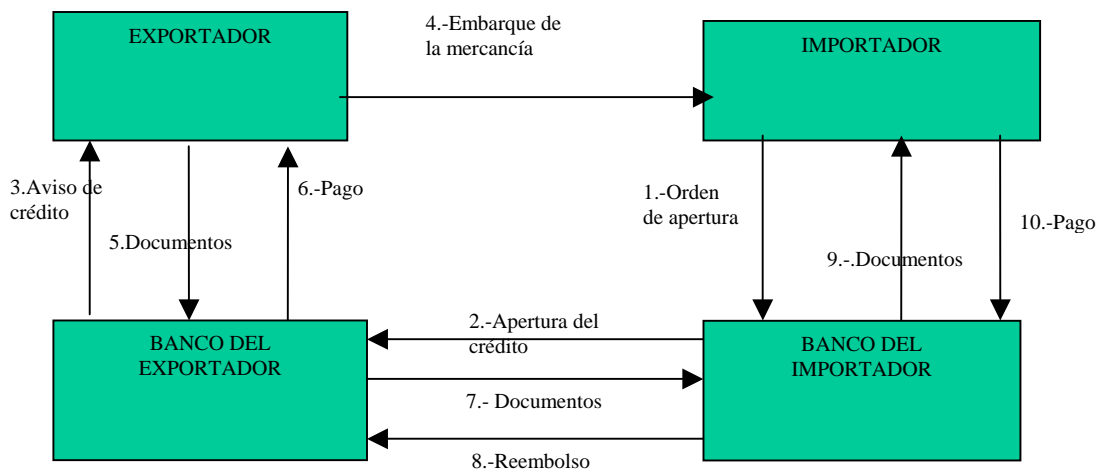 EXPORTADOR
4.-Embarque de
la mercancía
IMPORTADOR
3.Aviso de
crédito
5.Documentos
6.-Pago
1.-Orden
de apertura
9.-.Documentos
10.-Pago
BANCO DEL
EXPORTADOR
2.-Apertura del
crédito
7.- Documentos
8.-Reembolso
BANCO DEL
IMPORTADOR